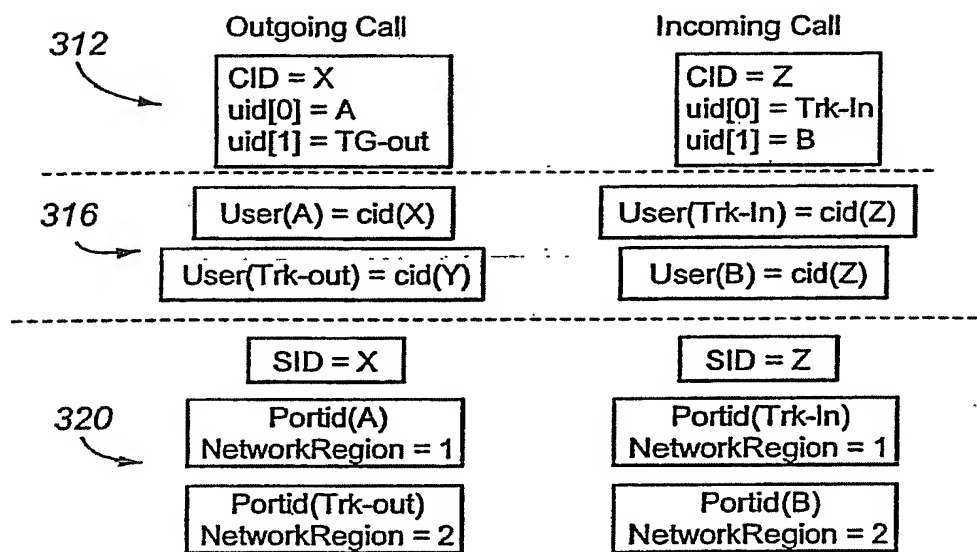 Outgoing Call
Incoming Call
312
CID = X
uid[0] = A
uid[1] = TG-out
CID = Z
uid[0] = Trk-In
uid[1] = B
316
User(A) = cid(X)
User(Trk-In) = cid(Z)
User(Trk-out) = cid(Y)
User(B) = cid(Z)
SID = X
SID = Z
320
Portid(A)
NetworkRegion = 1
Portid(Trk-In)
NetworkRegion = 1
Portid(Trk-out)
NetworkRegion = 2
Portid(B)
NetworkRegion = 2